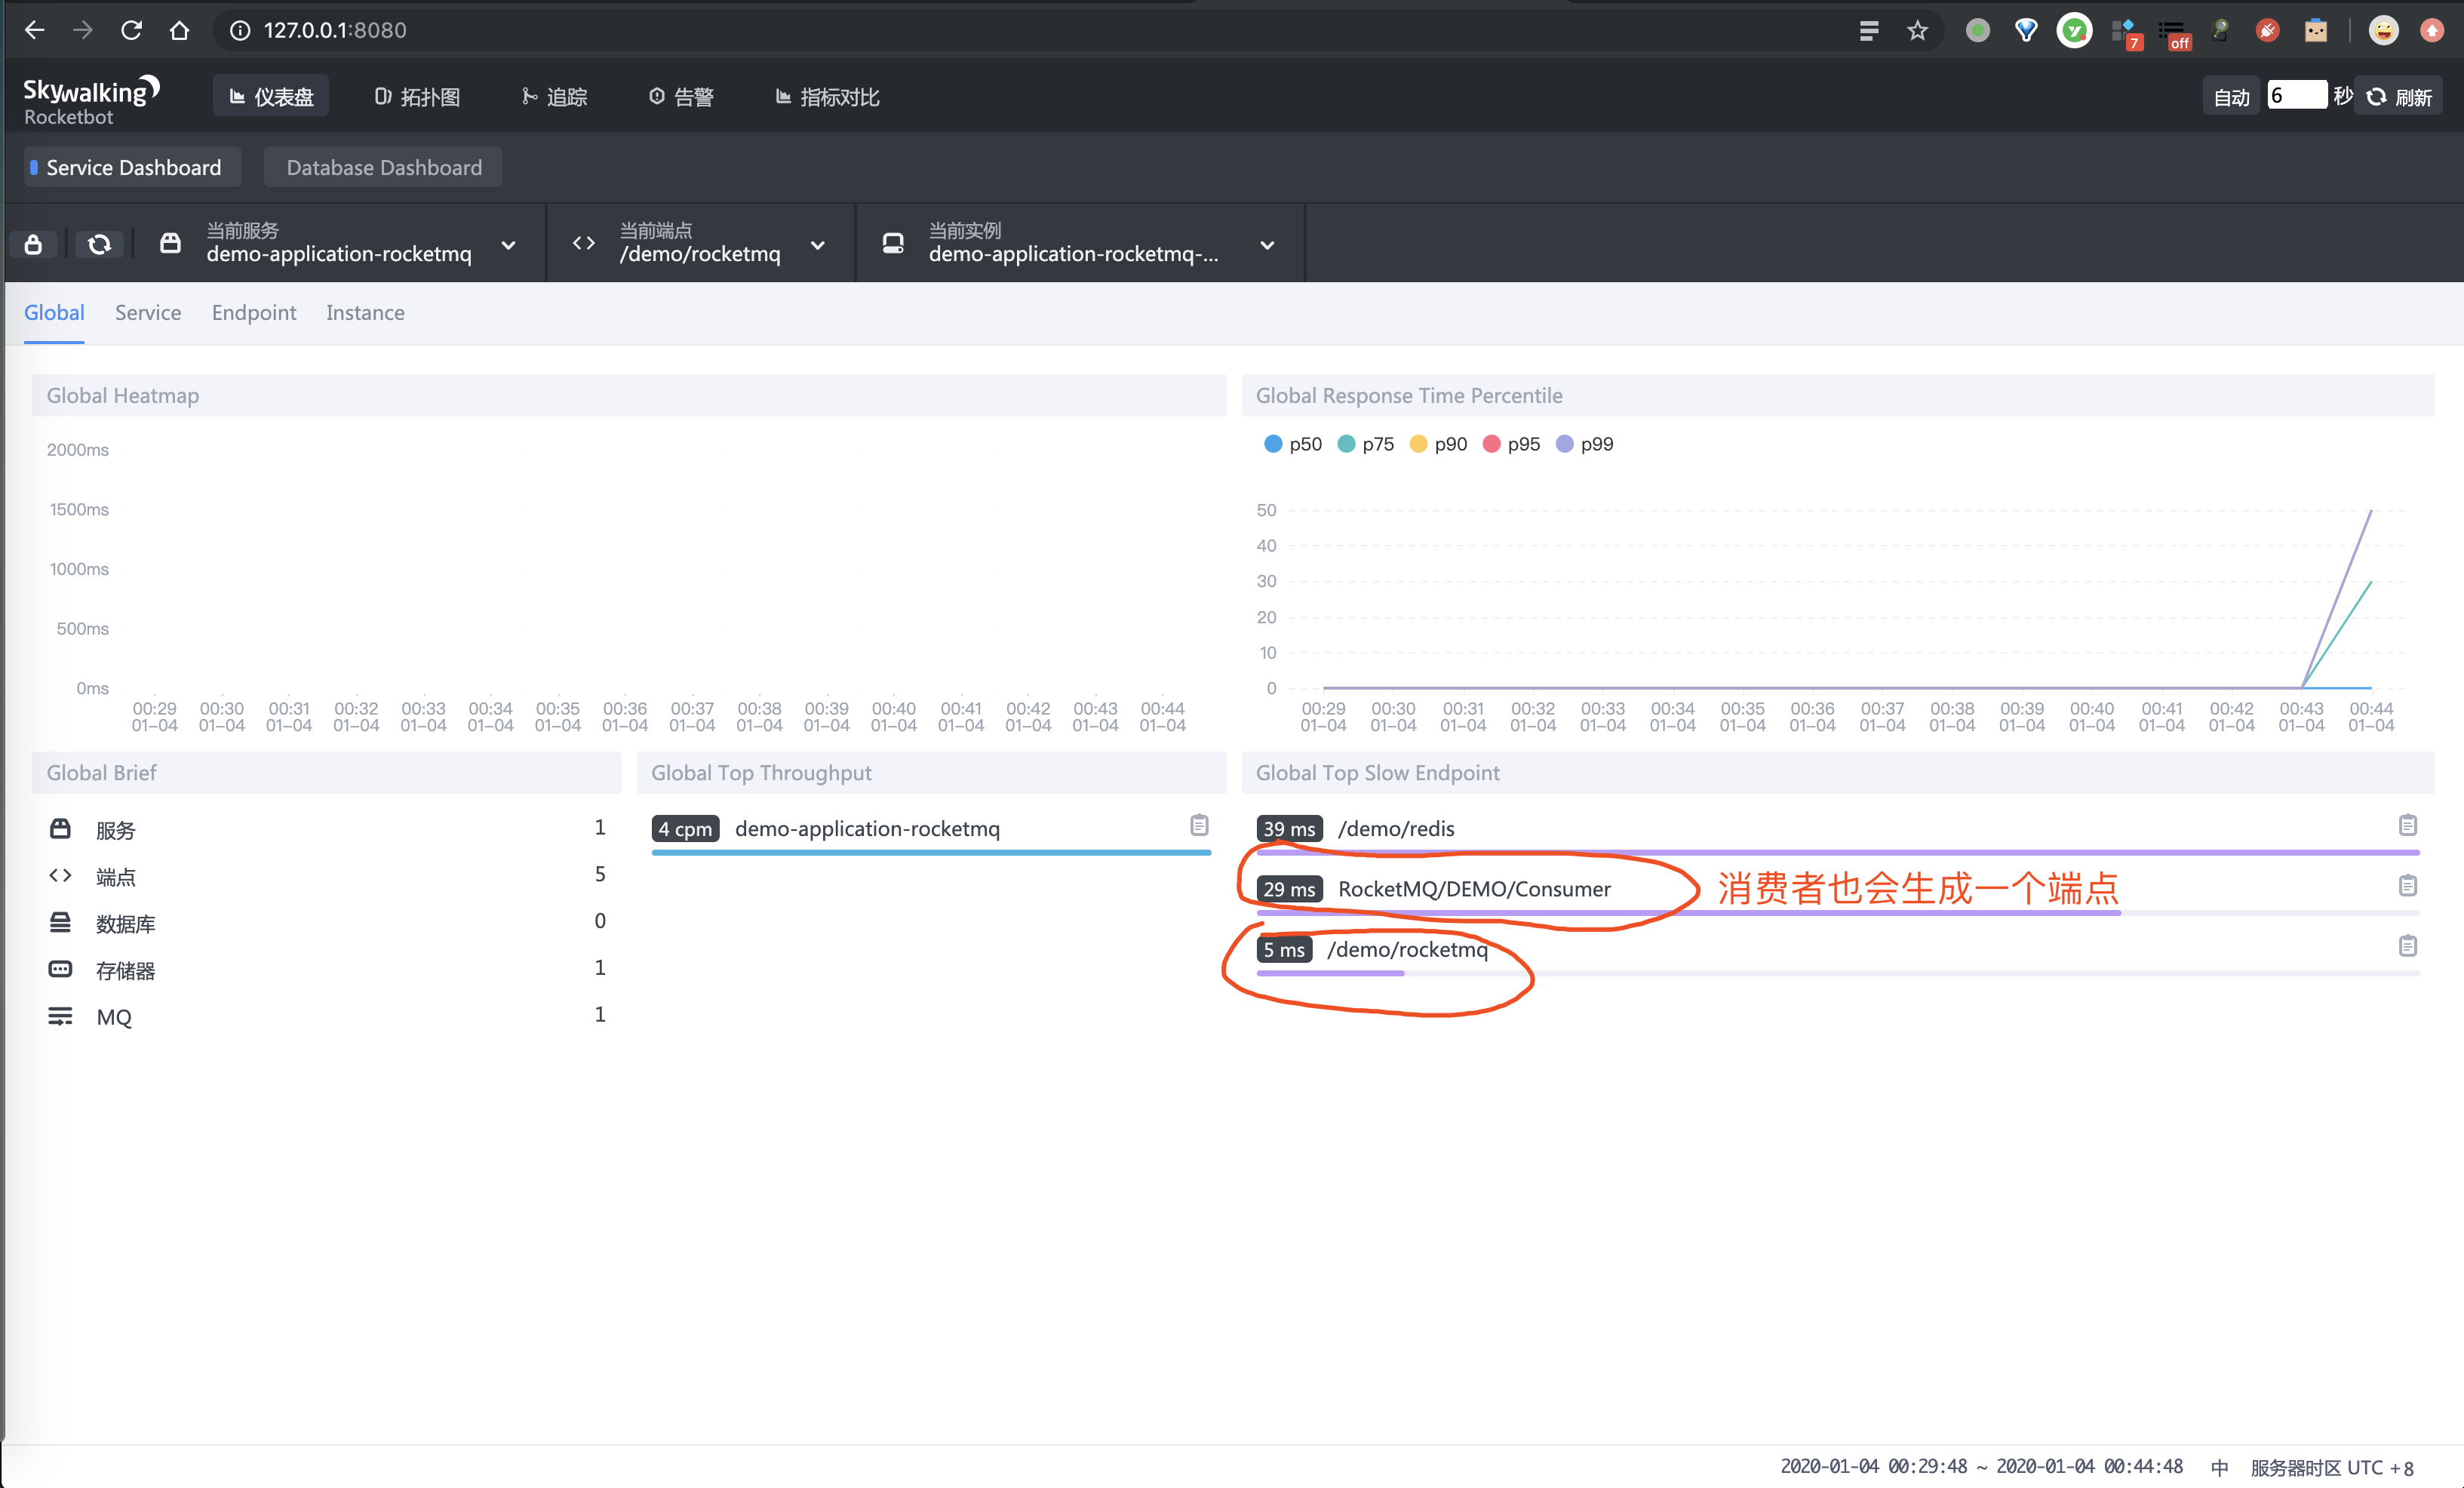 127.0.0.1:8080
7
off
Skywalking
Rocketbot
仪表盘
拓扑图
追踪
告警
指标对比
自动
6
秒
刷新
Service Dashboard
Database Dashboard
当前服务
demo-application-rocketmq
当前端点
/demo/rocketmq
当前实例
demo-application-rocketmq-...
Global
Service
Endpoint
Instance
Global Heatmap
2000ms
1500ms
1000ms
500ms
0ms
00:29 00:30 00:31 00:32 00:33 00:34 00:35 00:36 00:37 00:38 00:39 00:40 00:41 00:42 00:43 00:44
01-04 01-04 01-04 01-04 01-04 01-04 01-04 01-04 01-04 01-04 01-04 01-04 01-04 01-04 01-04 01-04
Global Response Time Percentile
p50 p75 p90 p95 p99
50
40
30
20
10
0
00:29 00:30 00:31 00:32 00:33 00:34 00:35 00:36 00:37 00:38 00:39 00:40 00:41 00:42 00:43 00:44
01-04 01-04 01-04 01-04 01-04 01-04 01-04 01-04 01-04 01-04 01-04 01-04 01-04 01-04 01-04 01-04
Global Brief
服务 1
端点 5
数据库 0
存储器 1
MQ 1
Global Top Throughput
4 cpm demo-application-rocketmq
Global Top Slow Endpoint
39 ms /demo/redis
29 ms RocketMQ/DEMO/Consumer
消费者也会生成一个端点
5 ms /demo/rocketmq
2020-01-04 00:29:48 ~ 2020-01-04 00:44:48
中
服务器时区 UTC +8